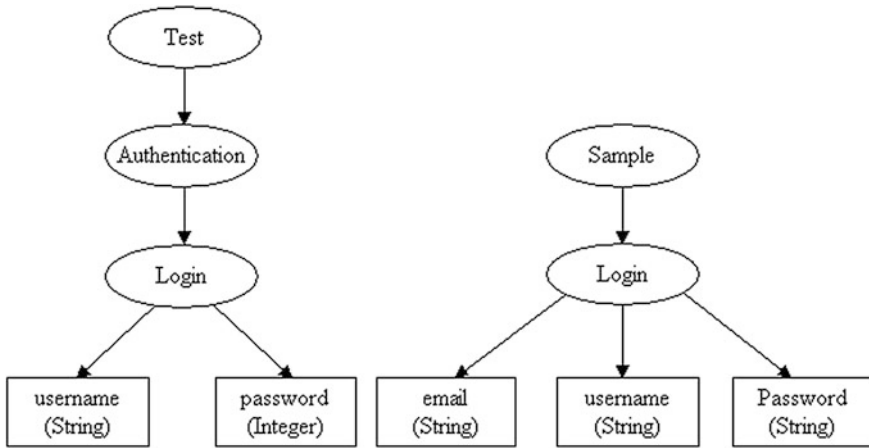 Test
Authentication
Login
username
(String)
password
(Integer)
Sample
Login
email
(String)
username
(String)
Password
(String)